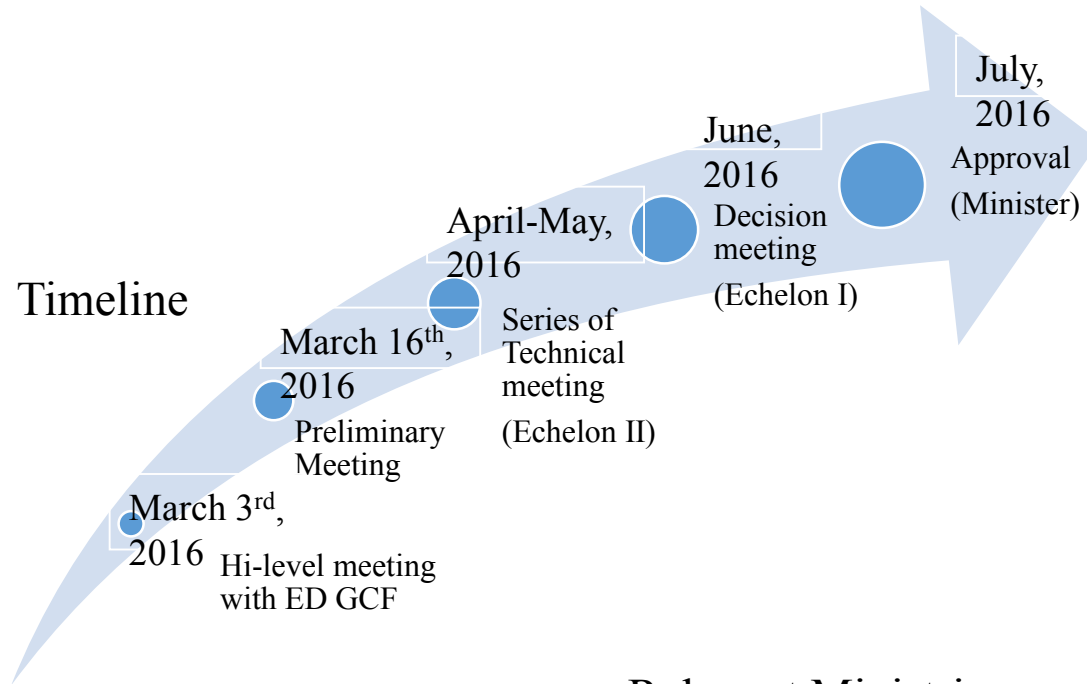 Timeline
March 3rd,
2016
Hi-level meeting
with ED GCF
March 16th,
2016
Preliminary
Meeting
April-May,
2016
Series of
Technical
meeting
(Echelon II)
June,
2016
Decision
meeting
(Echelon I)
July,
2016
Approval
(Minister)